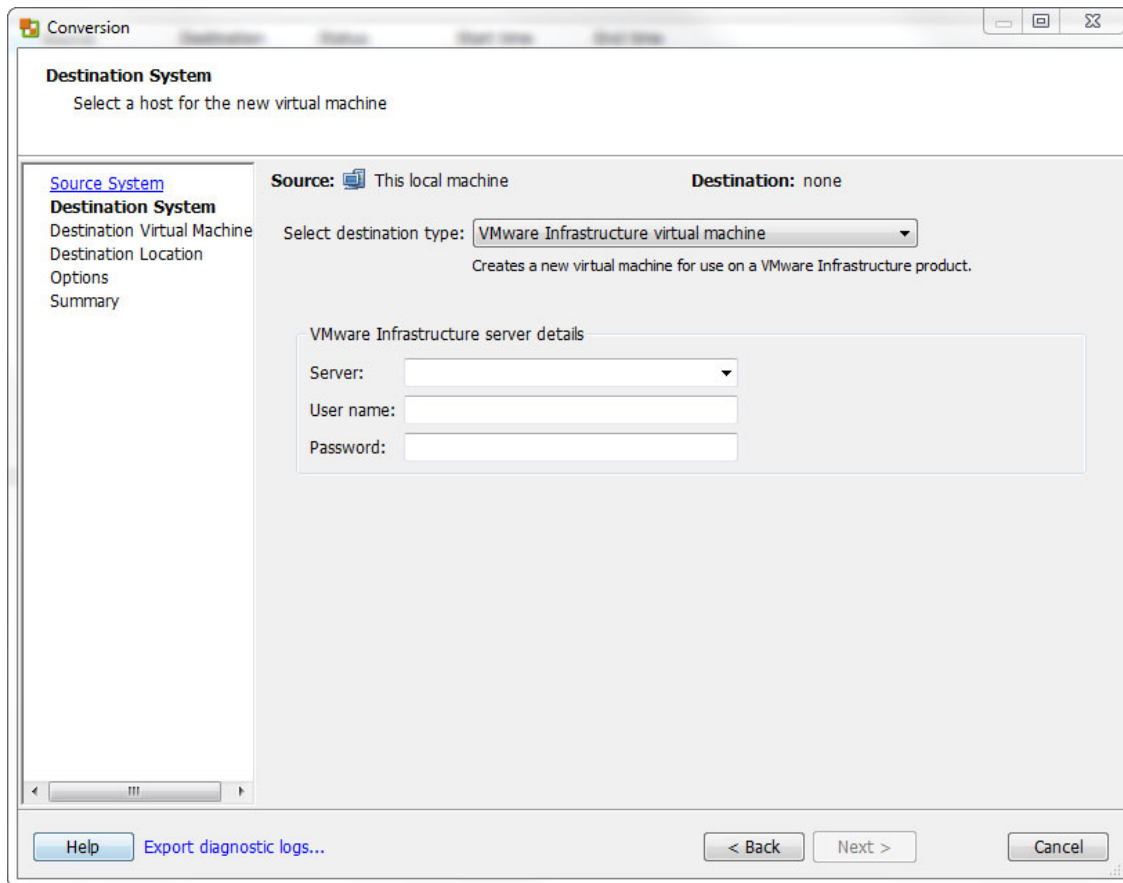 Conversion
Destination System
Select a host for the new virtual machine
Source System
Destination System
Destination Virtual Machine
Destination Location
Options
Summary
Source: This local machine Destination: none
Select destination type: VMware Infrastructure virtual machine
Creates a new virtual machine for use on a VMware Infrastructure product.
VMware Infrastructure server details
Server:
User name:
Password:
Help Export diagnostic logs... < Back Next > Cancel